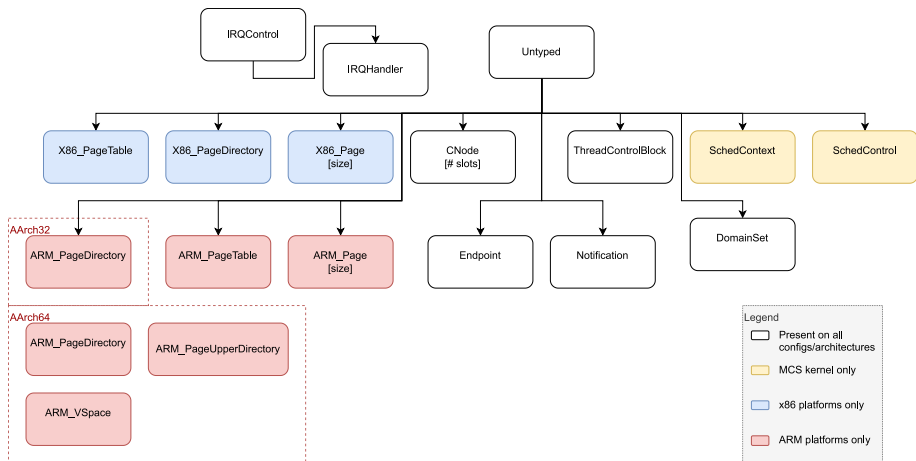 IRQControl
IRQHandler
Untyped
X86_PageTable
X86_PageDirectory
X86_Page
[size]
CNode
[# slots]
ThreadControlBlock
SchedContext
SchedControl
AArch32
ARM_PageDirectory
ARM_PageTable
ARM_Page
[size]
Endpoint
Notification
DomainSet
AArch64
ARM_PageDirectory
ARM_PageUpperDirectory
ARM_VSpace
Legend
Present on all
configs/architectures
MCS kernel only
x86 platforms only
ARM platforms only